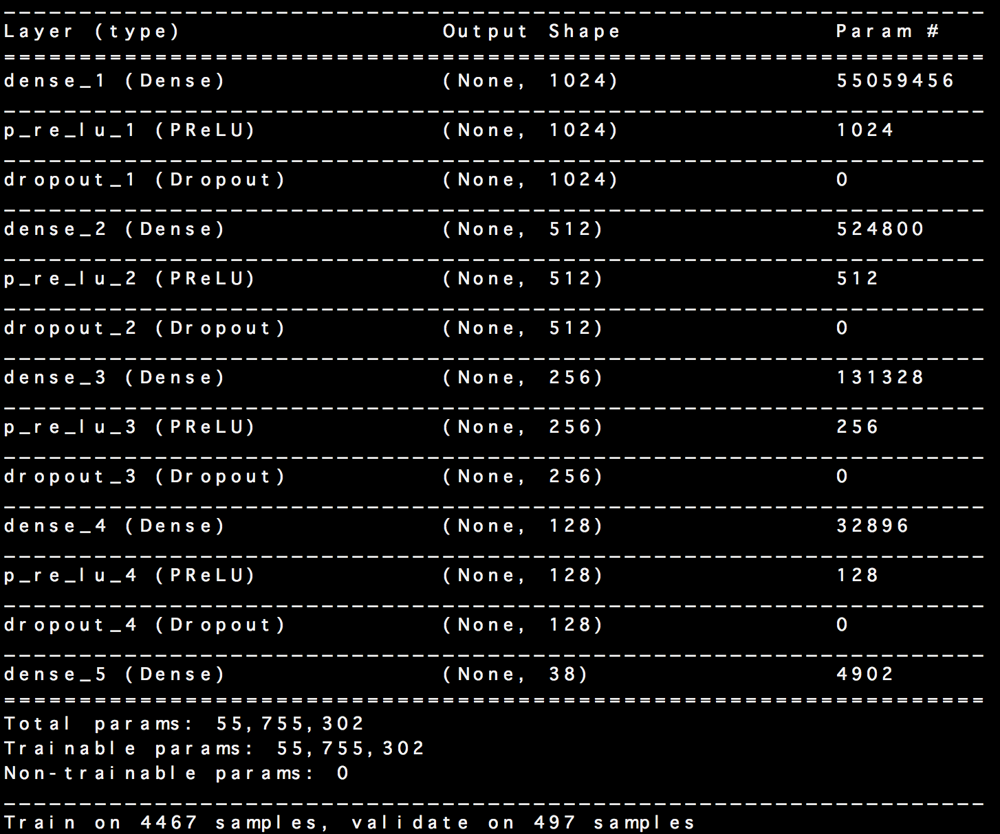 _________________________________________________________________
Layer (type)                 Output Shape              Param #
=================================================================
dense_1 (Dense)              (None, 1024)              55059456
_________________________________________________________________
p_re_lu_1 (PReLU)            (None, 1024)              1024
_________________________________________________________________
dropout_1 (Dropout)          (None, 1024)              0
_________________________________________________________________
dense_2 (Dense)              (None, 512)               524800
_________________________________________________________________
p_re_lu_2 (PReLU)            (None, 512)               512
_________________________________________________________________
dropout_2 (Dropout)          (None, 512)               0
_________________________________________________________________
dense_3 (Dense)              (None, 256)               131328
_________________________________________________________________
p_re_lu_3 (PReLU)            (None, 256)               256
_________________________________________________________________
dropout_3 (Dropout)          (None, 256)               0
_________________________________________________________________
dense_4 (Dense)              (None, 128)               32896
_________________________________________________________________
p_re_lu_4 (PReLU)            (None, 128)               128
_________________________________________________________________
dropout_4 (Dropout)          (None, 128)               0
_________________________________________________________________
dense_5 (Dense)              (None, 38)                4902
=================================================================
Total params: 55,755,302
Trainable params: 55,755,302
Non-trainable params: 0
_________________________________________________________________
Train on 4467 samples, validate on 497 samples